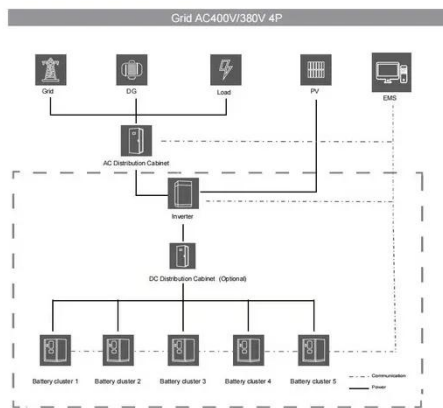 Grid AC400V/380V 4P
Grid
DG
Load
PV
EMS
AC Distribution Cabinet
Inverter
DC Distribution Cabinet (Optional)
Battery cluster 1
Battery cluster 2
Battery cluster 3
Battery cluster 4
Battery cluster 5
Communication
Power